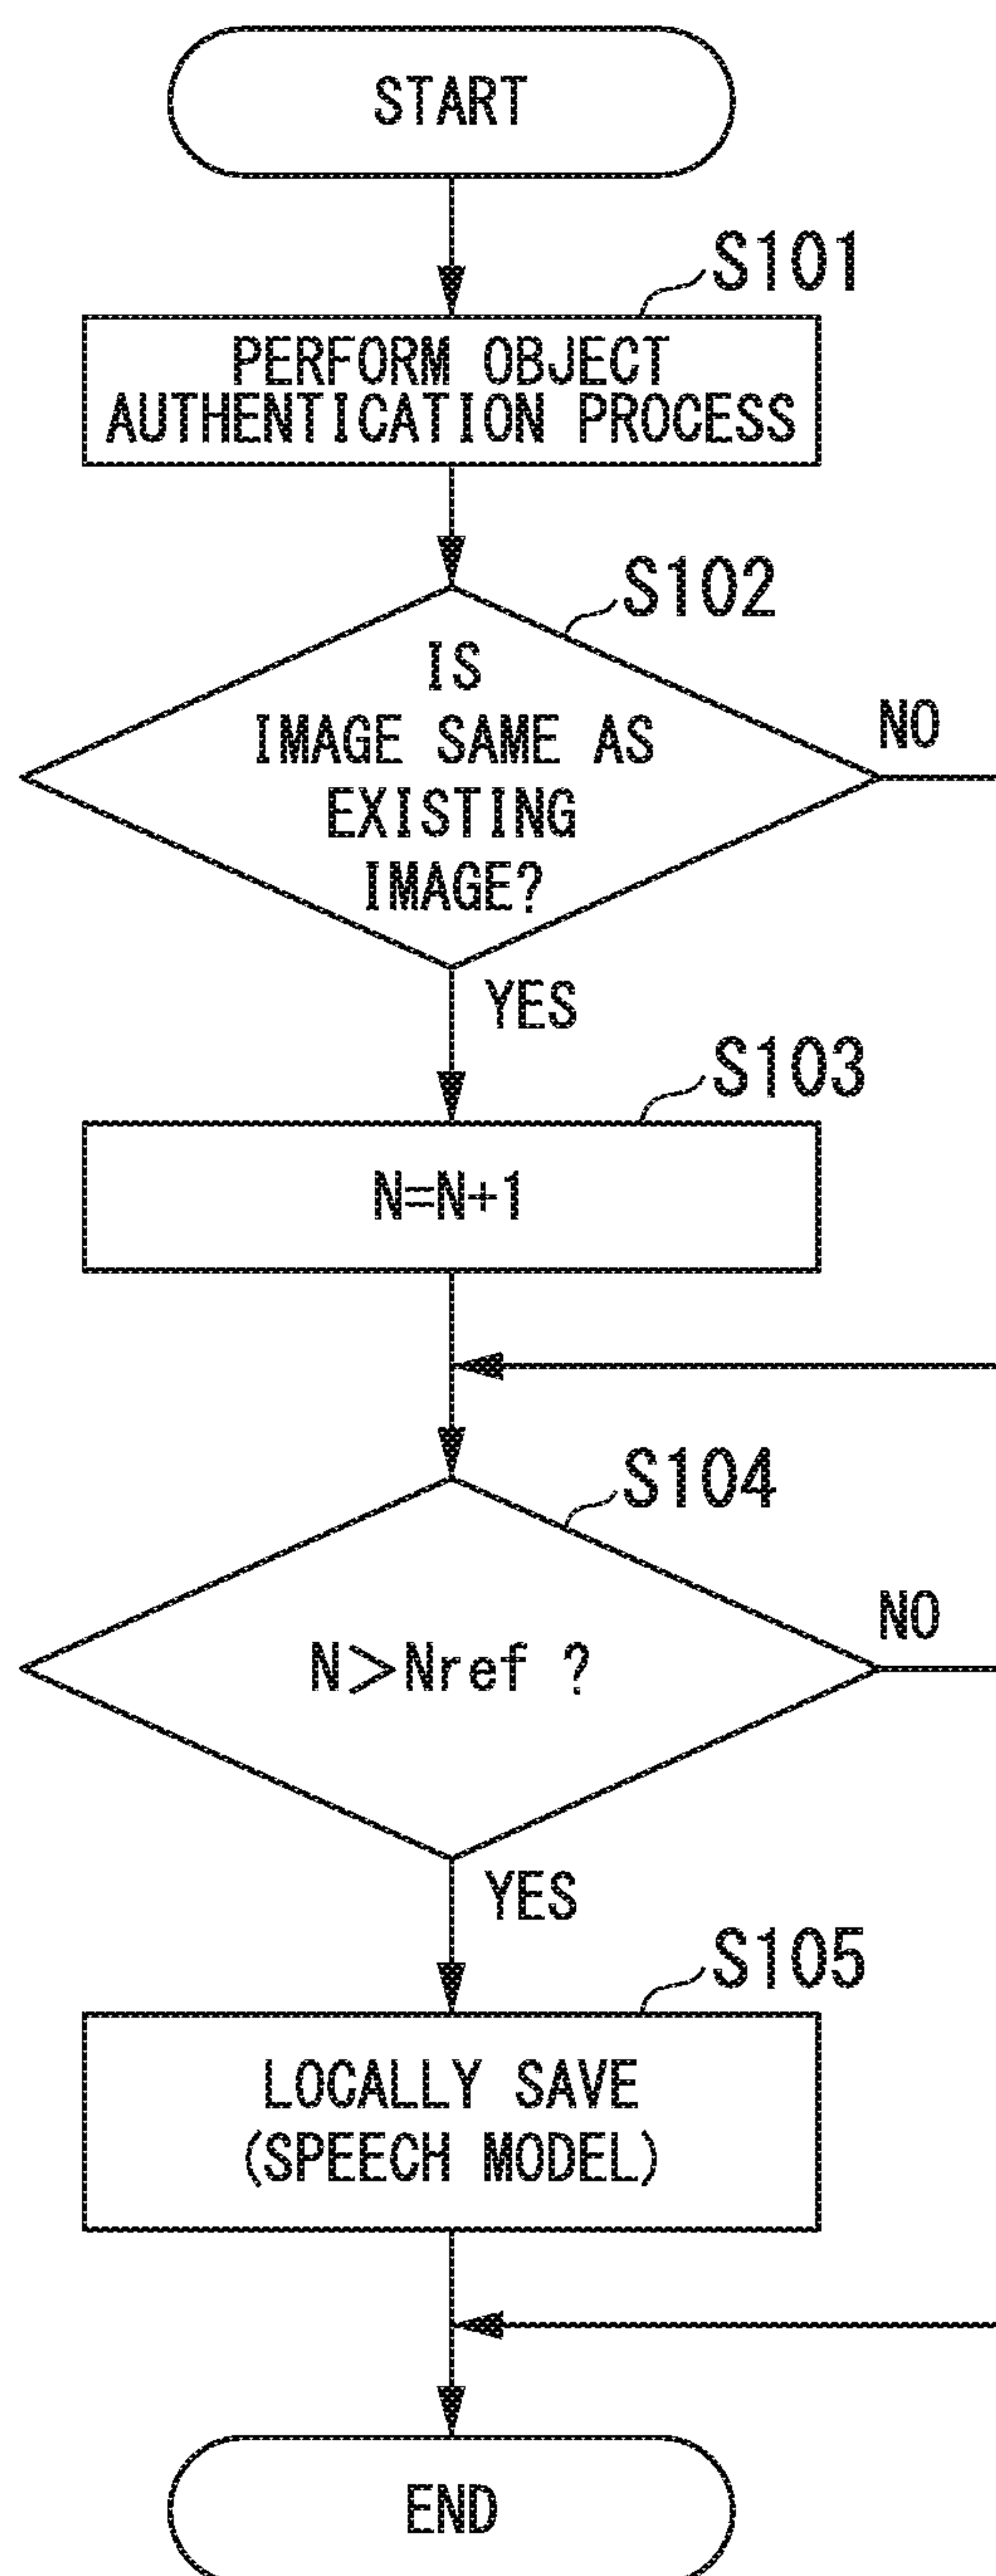 START
S101
PERFORM OBJECT
AUTHENTICATION PROCESS
S102
IS
IMAGE SAME AS
EXISTING
IMAGE?
NO
YES
S103
N=N+1
S104
N>Nref ?
NO
YES
S105
LOCALLY SAVE
(SPEECH MODEL)
END